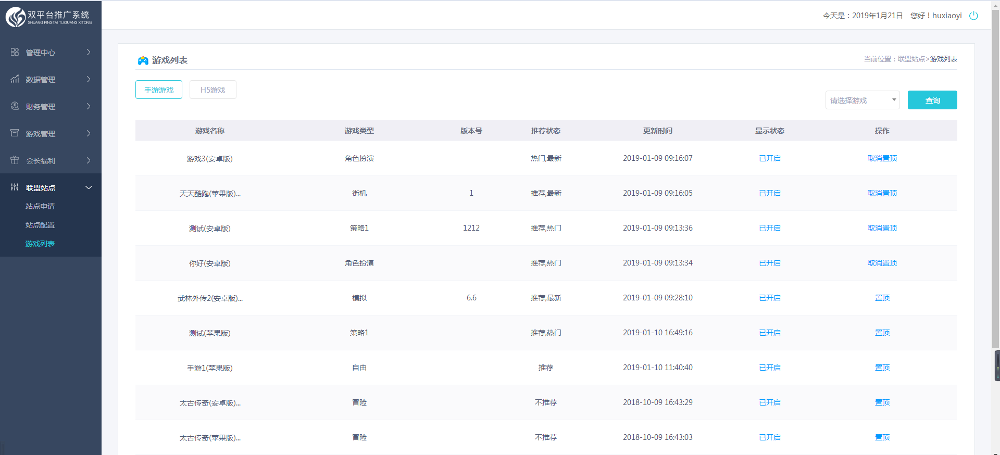 双平台推广系统
SHUANG PINGTAI TUIGUANG XITONG
今天是：2019年1月21日 您好！huxiaoyi
管理中心
数据管理
财务管理
游戏管理
会长福利
联盟站点
站点申请
站点配置
游戏列表
游戏列表
当前位置：联盟站点>游戏列表
手游游戏 H5游戏
请选择游戏 查询
游戏名称 游戏类型 版本号 推荐状态 更新时间 显示状态 操作
游戏3(安卓版) 角色扮演 热门,最新 2019-01-09 09:16:07 已开启 取消置顶
天天酷跑(苹果版)... 街机 1 推荐,最新 2019-01-09 09:16:05 已开启 取消置顶
测试(安卓版) 策略1 1212 推荐,热门 2019-01-09 09:13:36 已开启 取消置顶
你好(安卓版) 角色扮演 推荐,热门 2019-01-09 09:13:34 已开启 取消置顶
武林外传2(安卓版)... 模拟 6.6 推荐,最新 2019-01-09 09:28:10 已开启 置顶
测试(苹果版) 策略1 推荐,热门 2019-01-10 16:49:16 已开启 置顶
手游1(苹果版) 自由 推荐 2019-01-10 11:40:40 已开启 置顶
太古传奇(安卓版)... 冒险 不推荐 2018-10-09 16:43:29 已开启 置顶
太古传奇(苹果版)... 冒险 不推荐 2018-10-09 16:43:03 已开启 置顶